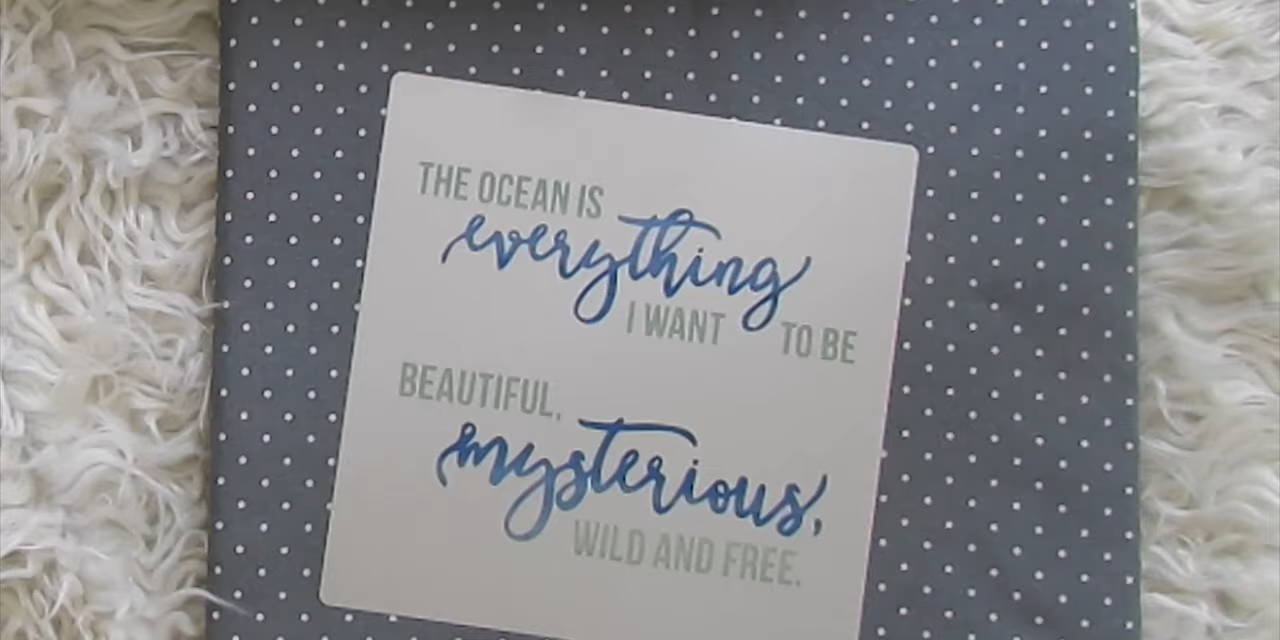 THE OCEAN IS
everything
I WANT TO BE
BEAUTIFUL,
mysterious,
WILD AND FREE.